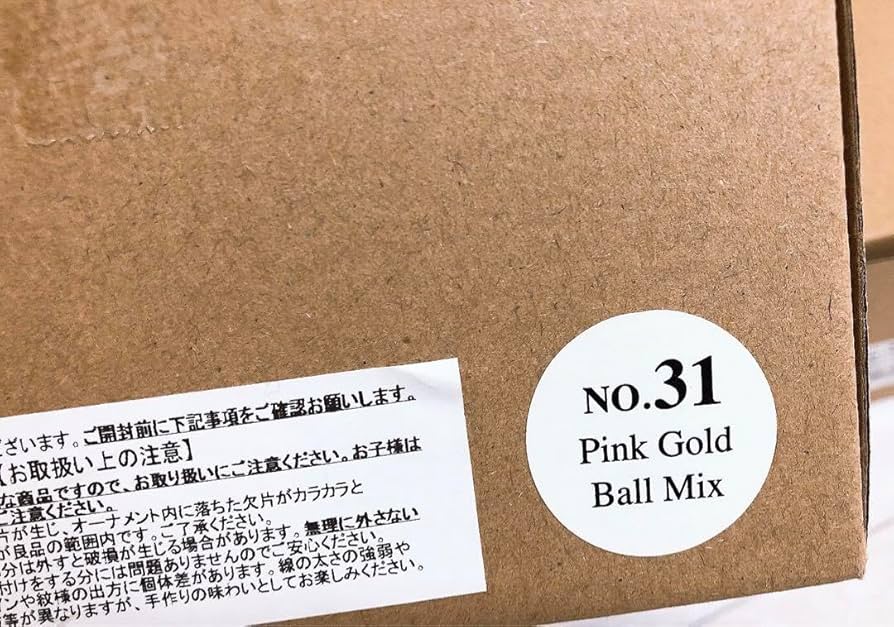 ざいます。ご開封前に下記事項をご確認お願いします。
【お取扱い上の注意】
な商品ですので、お取り扱いにご注意ください。お子様は
ご注意ください。
片が生じ、オーナメント内に落ちた欠片がカラカラと
が良品の範囲内です。ご了承ください。
分は外すと破損が生じる場合があります。無理に外さない
付けをする分には問題ありませんのでご安心ください。
ンや紋様の出方に個体差があります。線の太さの強弱や
等が異なりますが、手作りの味わいとしてお楽しみください。
NO.31
Pink Gold
Ball Mix